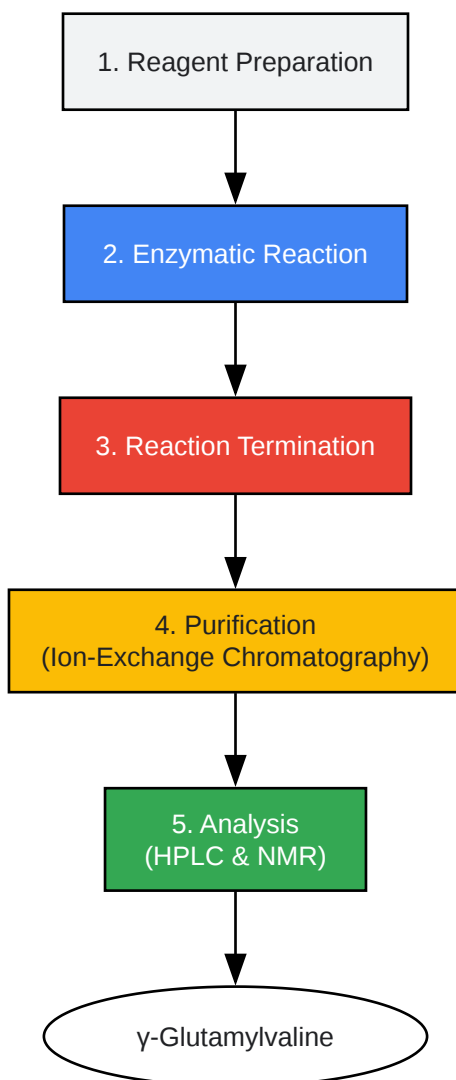 1. Reagent Preparation
2. Enzymatic Reaction
3. Reaction Termination
4. Purification
(Ion-Exchange Chromatography)
5. Analysis
(HPLC & NMR)
γ-Glutamylvaline